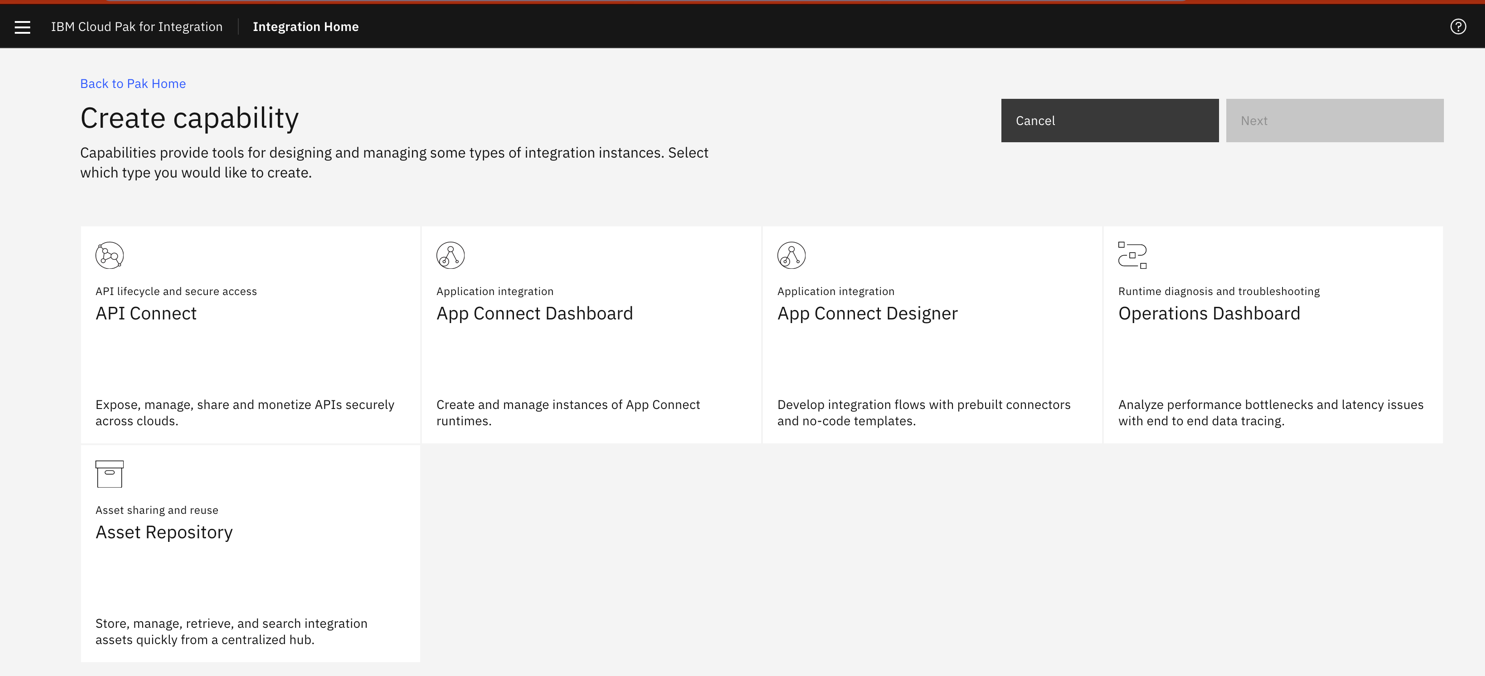 IBM Cloud Pak for Integration
Integration Home
Back to Pak Home
Create capability
Cancel
Next
Capabilities provide tools for designing and managing some types of integration instances. Select
which type you would like to create.
API lifecycle and secure access
API Connect
Expose, manage, share and monetize APIs securely
across clouds.
Application integration
App Connect Dashboard
Create and manage instances of App Connect
runtimes.
Application integration
App Connect Designer
Develop integration flows with prebuilt connectors
and no-code templates.
Runtime diagnosis and troubleshooting
Operations Dashboard
Analyze performance bottlenecks and latency issues
with end to end data tracing.
Asset sharing and reuse
Asset Repository
Store, manage, retrieve, and search integration
assets quickly from a centralized hub.